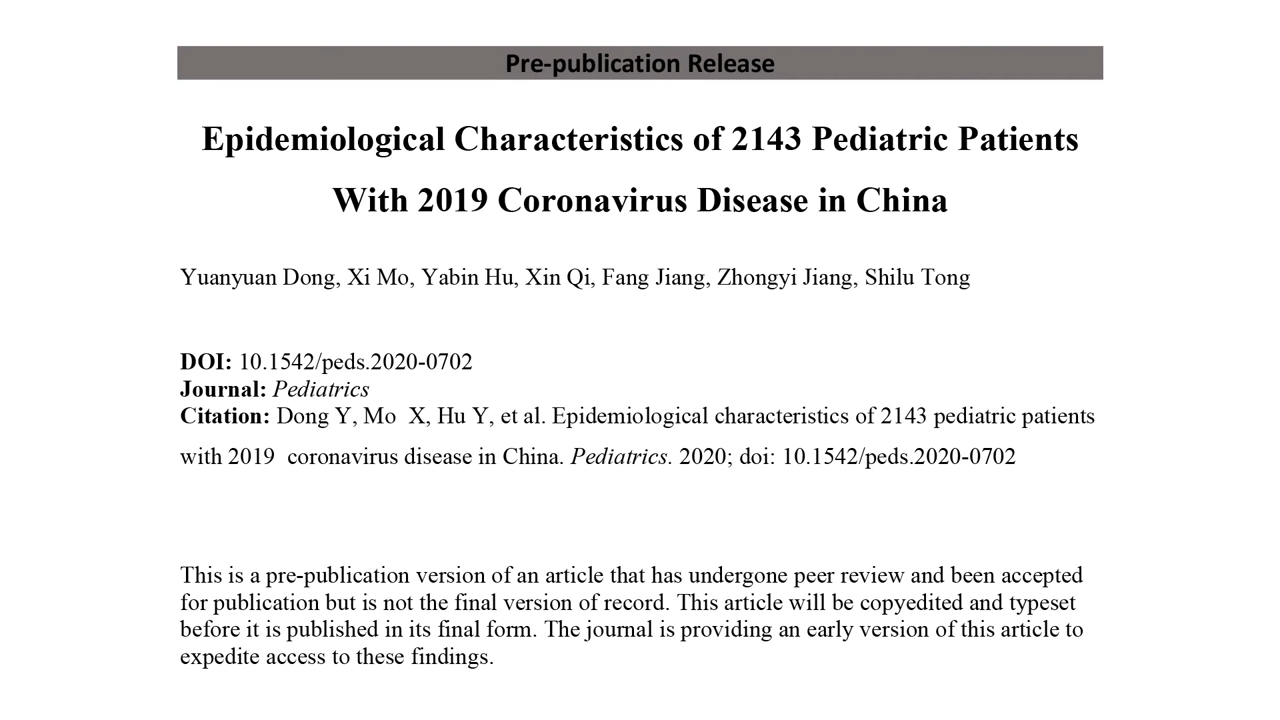 Pre-publication Release
Epidemiological Characteristics of 2143 Pediatric Patients
With 2019 Coronavirus Disease in China
Yuanyuan Dong, Xi Mo, Yabin Hu, Xin Qi, Fang Jiang, Zhongyi Jiang, Shilu Tong
DOI: 10.1542/peds.2020-0702
Journal: Pediatrics
Citation: Dong Y, Mo  X, Hu Y, et al. Epidemiological characteristics of 2143 pediatric patients
with 2019  coronavirus disease in China. Pediatrics. 2020; doi: 10.1542/peds.2020-0702
This is a pre-publication version of an article that has undergone peer review and been accepted
for publication but is not the final version of record. This article will be copyedited and typeset
before it is published in its final form. The journal is providing an early version of this article to
expedite access to these findings.